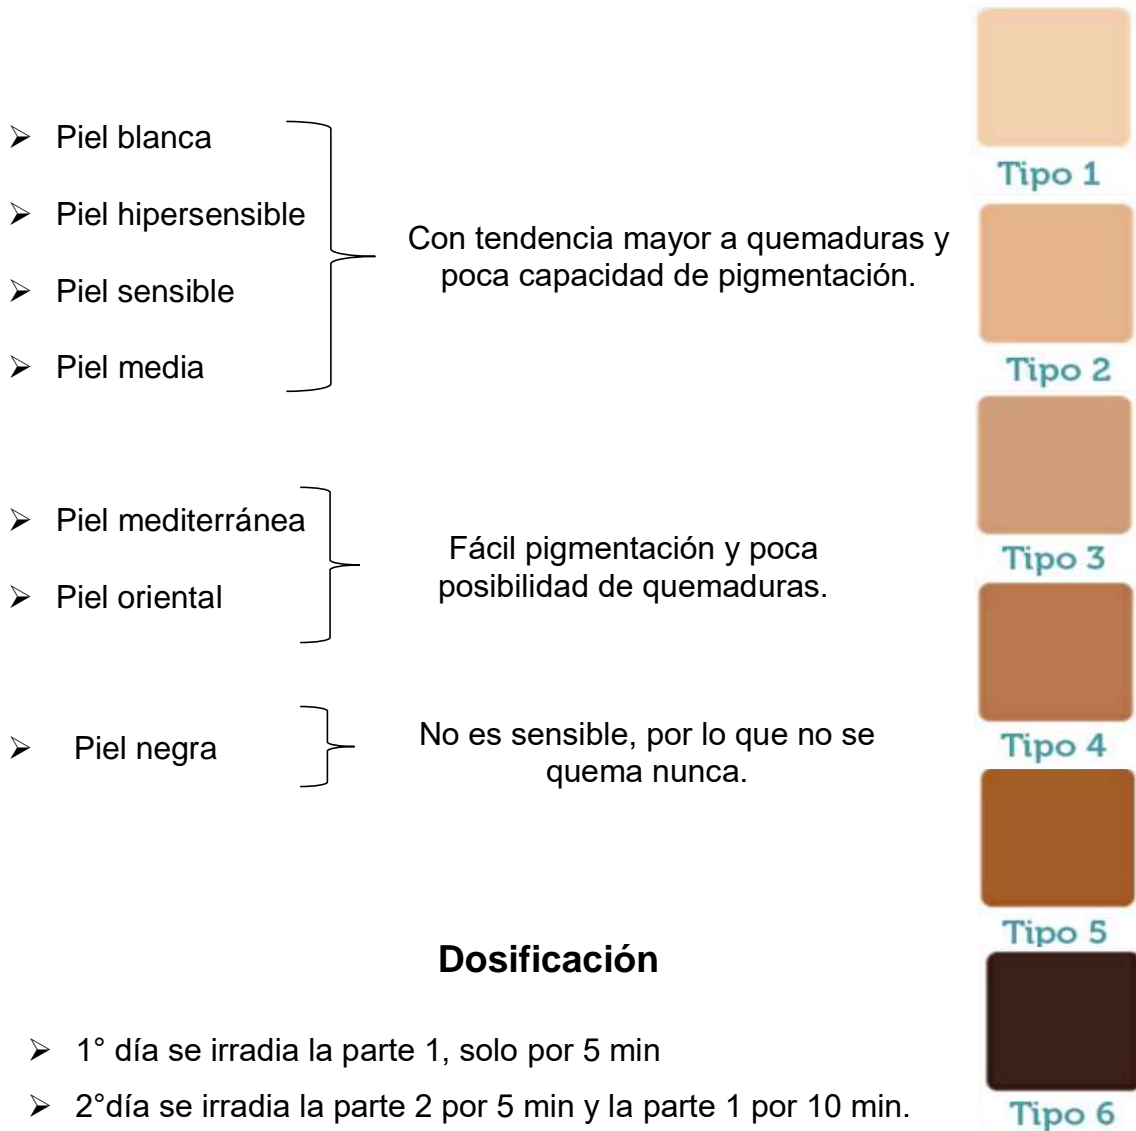 Piel blanca
Piel hipersensible
Piel sensible
Piel media
Con tendencia mayor a quemaduras y
poca capacidad de pigmentación.
Piel mediterránea
Piel oriental
Fácil pigmentación y poca
posibilidad de quemaduras.
Piel negra
No es sensible, por lo que no se
quema nunca.
Tipo 1
Tipo 2
Tipo 3
Tipo 4
Tipo 5
Tipo 6
Dosificación
1° día se irradia la parte 1, solo por 5 min
2°día se irradia la parte 2 por 5 min y la parte 1 por 10 min.